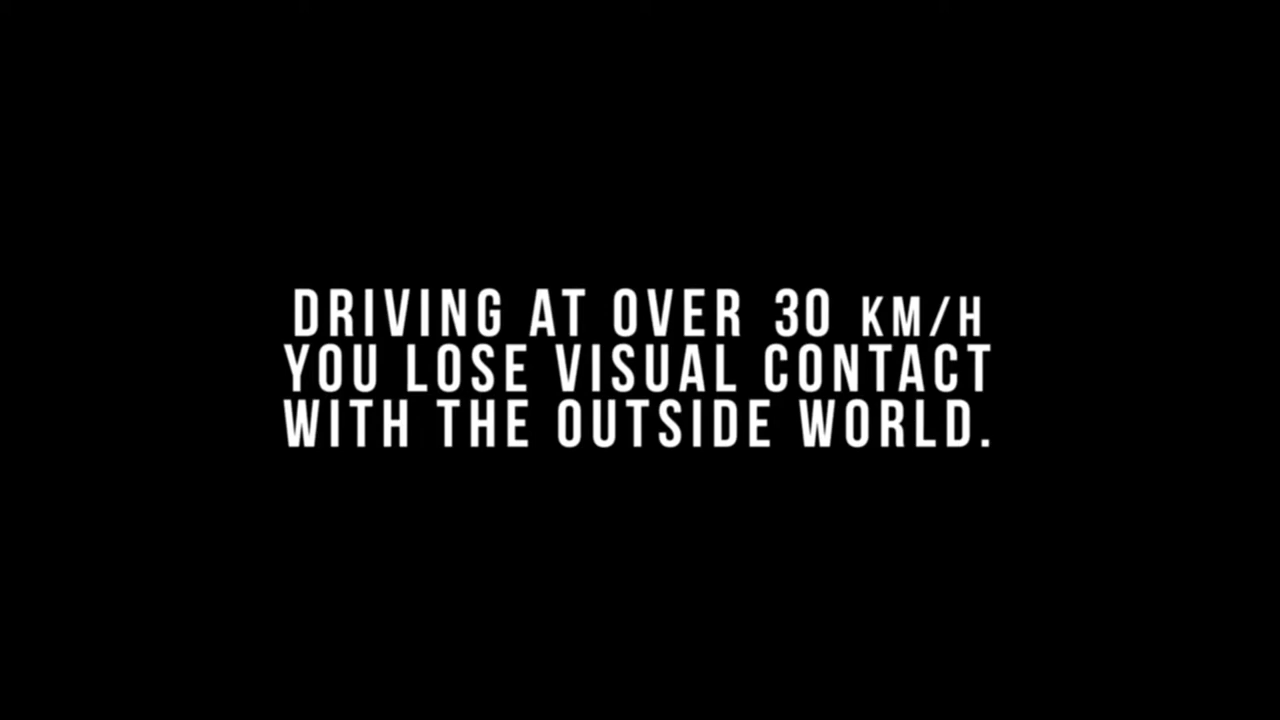 DRIVING AT OVER 30 KM/H
YOU LOSE VISUAL CONTACT
WITH THE OUTSIDE WORLD.